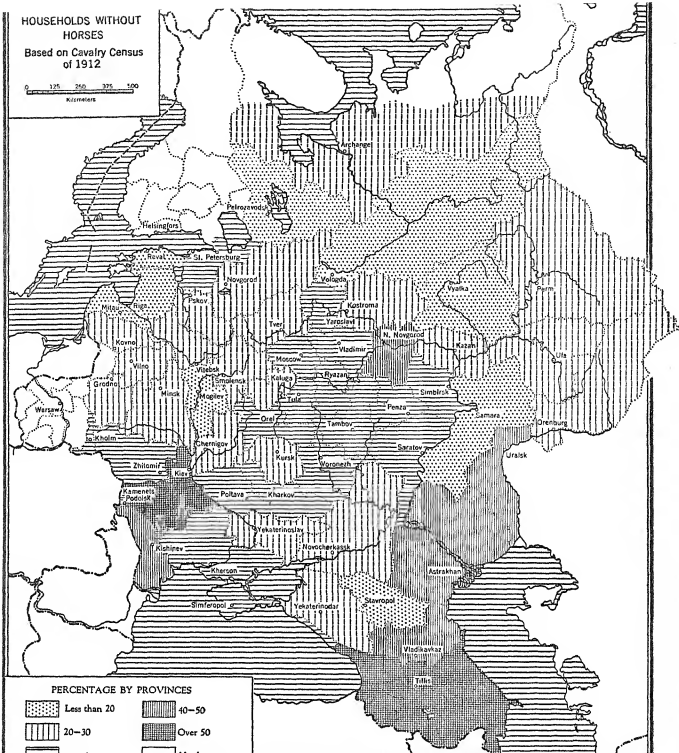 HOUSEHOLDS WITHOUT
HORSES
Based on Cavalry Census
of 1912
0 125 250 375 500
Kilometers
Archangel
Petrozavodsk
Helsingfors
Reval
St. Petersburg
Novgorod
Vologda
Vyatka
Perm
Pskov
Kostroma
Mitau
Riga
Yaroslavl
Tver
N. Novgorod
Kovno
Vladimir
Kazan
Moscow
Ufa
Vilno
Vitebsk
Smolensk
Kaluga
Ryazan
Grodno
Minsk
Mogilev
Tula
Simbirsk
Warsaw
Penza
Samara
Orel
Tambov
Orenburg
Kholm
Chernigov
Saratov
Kursk
Uralsk
Zhitomir
Kiev
Voronezh
Kamenets
Podolsk
Poltava
Kharkov
Yekaterinoslav
Kishinev
Novocherkassk
Kherson
Astrakhan
Simferopol
Yekaterinodar
Stavropol
Vladikavkaz
Tiflis
PERCENTAGE BY PROVINCES
Less than 20
40—50
20—30
Over 50